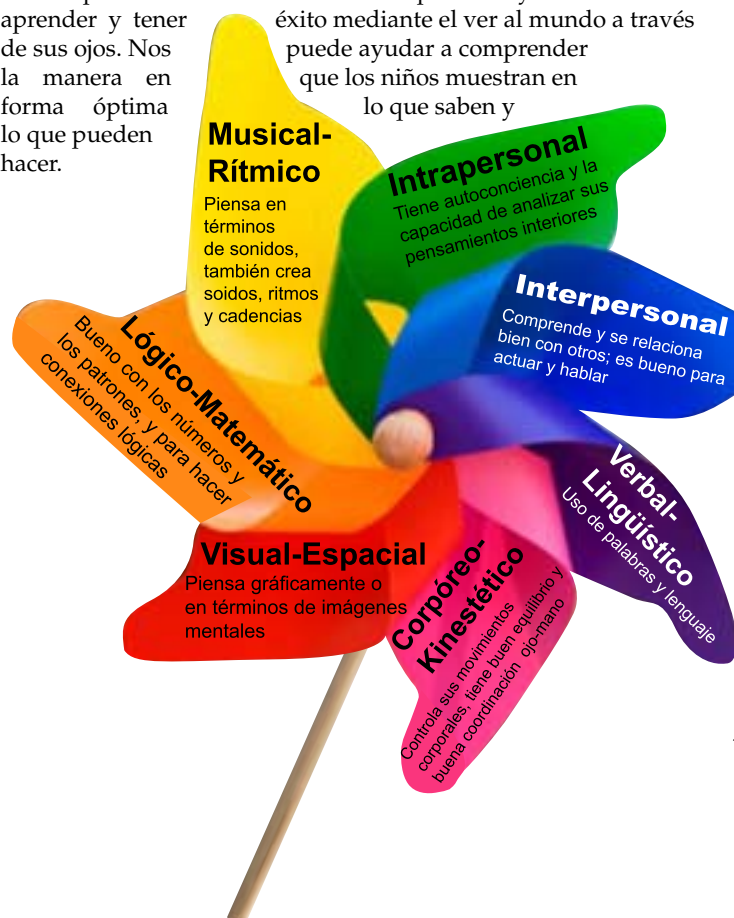 aprender y tener éxito mediante el ver al mundo a través
de sus ojos. Nos puede ayudar a comprender
la manera en que los niños muestran en
forma óptima lo que saben y
lo que pueden
hacer.
Musical-
Rítmico
Piensa en
términos
de sonidos,
también crea
soidos, ritmos
y cadencias
Intrapersonal
Tiene autoconciencia y la
capacidad de analizar sus
pensamientos interiores
Interpersonal
Comprende y se relaciona
bien con otros; es bueno para
actuar y hablar
Verbal-
Lingüístico
Uso de palabras y lenguaje
Corpóreo-
Kinestético
Controla sus movimientos
corporales, tiene buen equilibrio y
buena coordinación ojo-mano
Visual-Espacial
Piensa gráficamente o
en términos de imágenes
mentales
Lógico-Matemático
Bueno con los números y
los patrones, y para hacer
conexiones lógicas